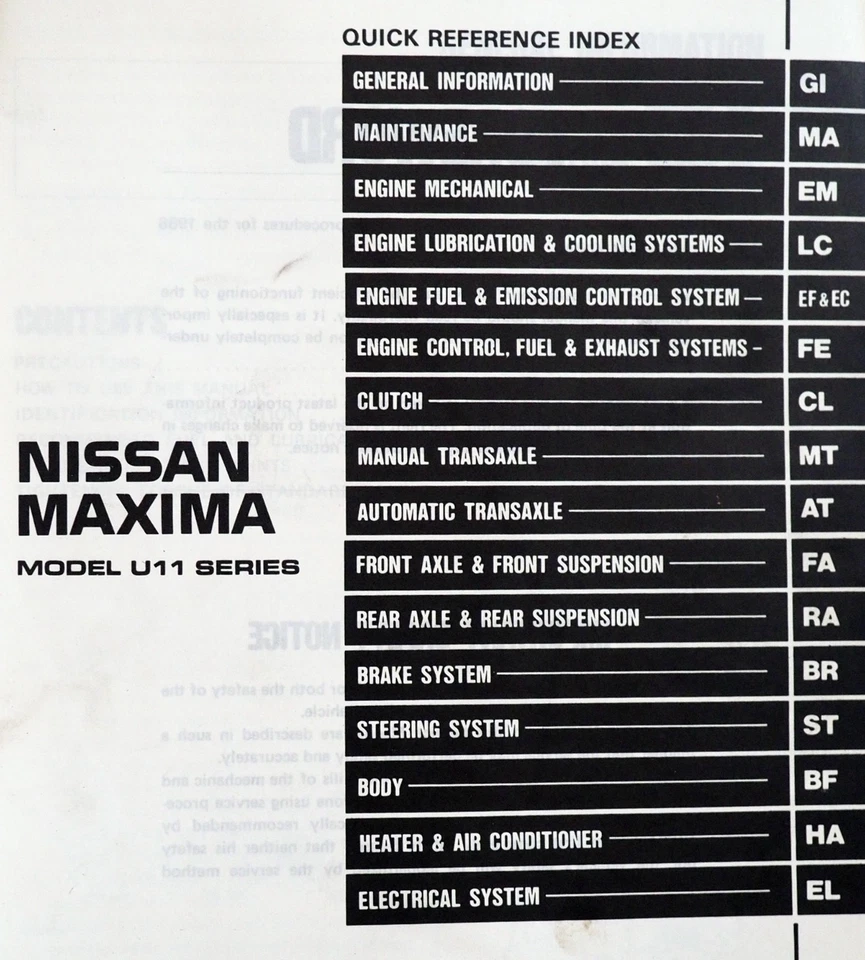 QUICK REFERENCE INDEX
GENERAL INFORMATION GI
MAINTENANCE MA
ENGINE MECHANICAL EM
ENGINE LUBRICATION & COOLING SYSTEMS LC
ENGINE FUEL & EMISSION CONTROL SYSTEM EF & EC
ENGINE CONTROL, FUEL & EXHAUST SYSTEMS FE
CLUTCH CL
MANUAL TRANSAXLE MT
AUTOMATIC TRANSAXLE AT
FRONT AXLE & FRONT SUSPENSION FA
REAR AXLE & REAR SUSPENSION RA
BRAKE SYSTEM BR
STEERING SYSTEM ST
BODY BF
HEATER & AIR CONDITIONER HA
ELECTRICAL SYSTEM EL
NISSAN
MAXIMA
MODEL U11 SERIES